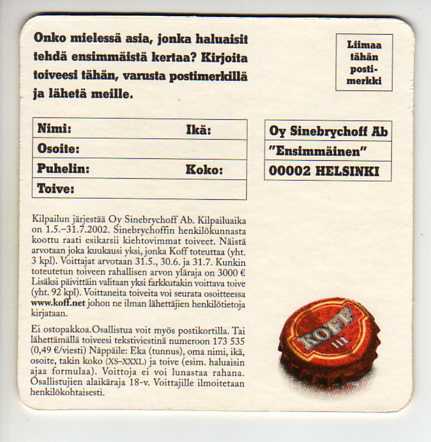 Onko mielessä asia, jonka haluaisit
tehdä ensimmäistä kertaa? Kirjoita
toiveesi tähän, varusta postimerkillä
ja lähetä meille.
Liimaa
tähän
posti-
merkki
Nimi: Ikä:
Osoite:
Puhelin: Koko:
Toive:
Oy Sinebrychoff Ab
"Ensimmäinen"
00002 HELSINKI
Kilpailun järjestää Oy Sinebrychoff Ab. Kilpailuaika
on 1.5.–31.7.2002. Sinebrychoffin henkilökunnasta
koottu raati esikarsii kiehtovimmat toiveet. Näistä
arvotaan joka kuukausi yksi, jonka Koff toteuttaa (yht.
3 kpl). Voittajat arvotaan 31.5., 30.6. ja 31.7. Kunkin
toteutetun toiveen rahallisen arvon yläraja on 3000 €
Lisäksi päivittäin valitaan yksi farkkutakin voittava toive
(yht. 92 kpl). Voittaneita toiveita voi seurata osoitteessa
www.koff.net johon ne ilman lähettäjien henkilötietoja
kirjataan.
Ei ostopakkoa.Osallistua voit myös postikortilla. Tai
lähettämällä toiveesi tekstiviestinä numeroon 173 535
(0,49 €/viesti) Näppäile: Eka (tunnus), oma nimi, ikä,
osoite, takin koko (XS–XXXL) ja toive (esim. haluaisin
ajaa formulaa). Voittoja ei voi lunastaa rahana.
Osallistujien alaikäraja 18-v. Voittajille ilmoitetaan
henkilökohtaisesti.
KOFF
III